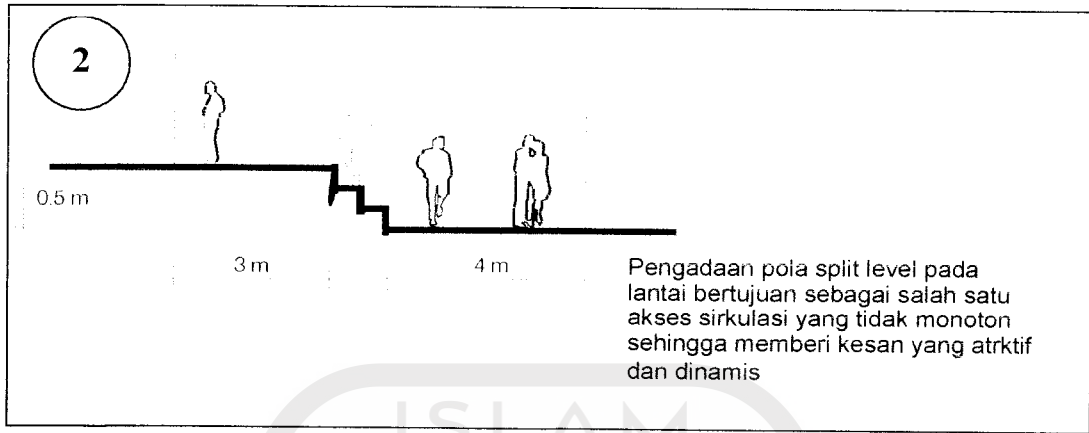 2
0.5 m
3 m
4 m
Pengadaan pola split level pada
lantai bertujuan sebagai salah satu
akses sirkulasi yang tidak monoton
sehingga memberi kesan yang atrktif
dan dinamis
ISLAM